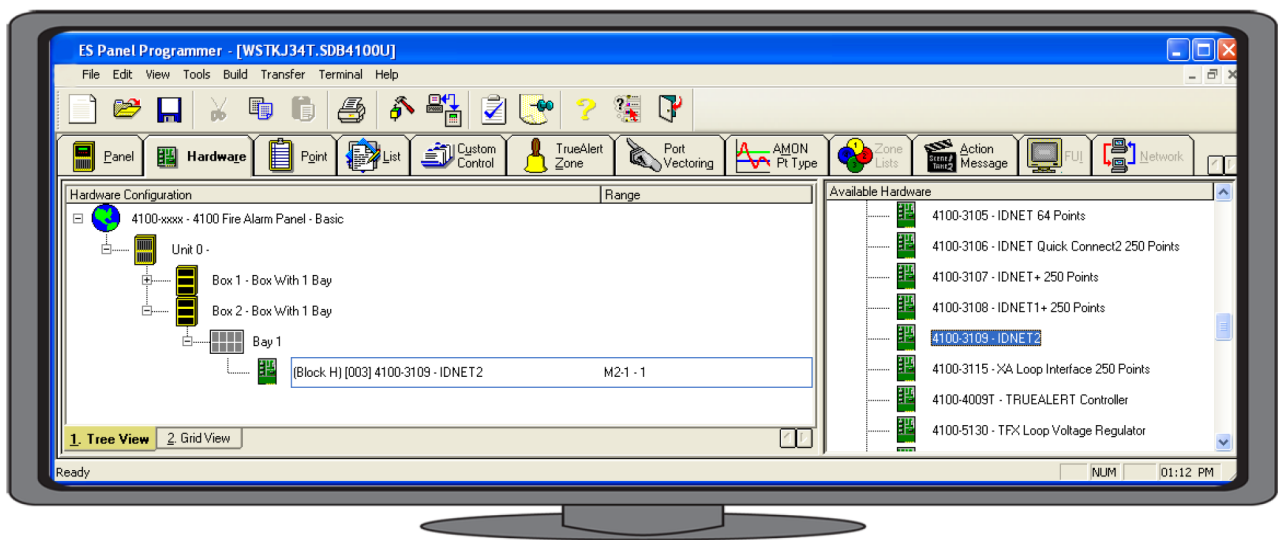 ES Panel Programmer - [WSTKJ34T.SDB4100U]
File Edit View Tools Build Transfer Terminal Help
Panel Hardware Point List Custom Control TrueAlert Zone Port Vectoring AMON Pt Type Zone Lists Action Message FUI Network
Hardware Configuration Range
4100-xxxx - 4100 Fire Alarm Panel - Basic
Unit 0 -
Box 1 - Box With 1 Bay
Box 2 - Box With 1 Bay
Bay 1
(Block H) [003] 4100-3109 - IDNET2 M2-1 - 1
1. Tree View 2. Grid View
Available Hardware
4100-3105 - IDNET 64 Points
4100-3106 - IDNET Quick Connect2 250 Points
4100-3107 - IDNET+ 250 Points
4100-3108 - IDNET1+ 250 Points
4100-3109 - IDNET2
4100-3115 - XA Loop Interface 250 Points
4100-4009T - TRUEALERT Controller
4100-5130 - TFX Loop Voltage Regulator
Ready NUM 01:12 PM